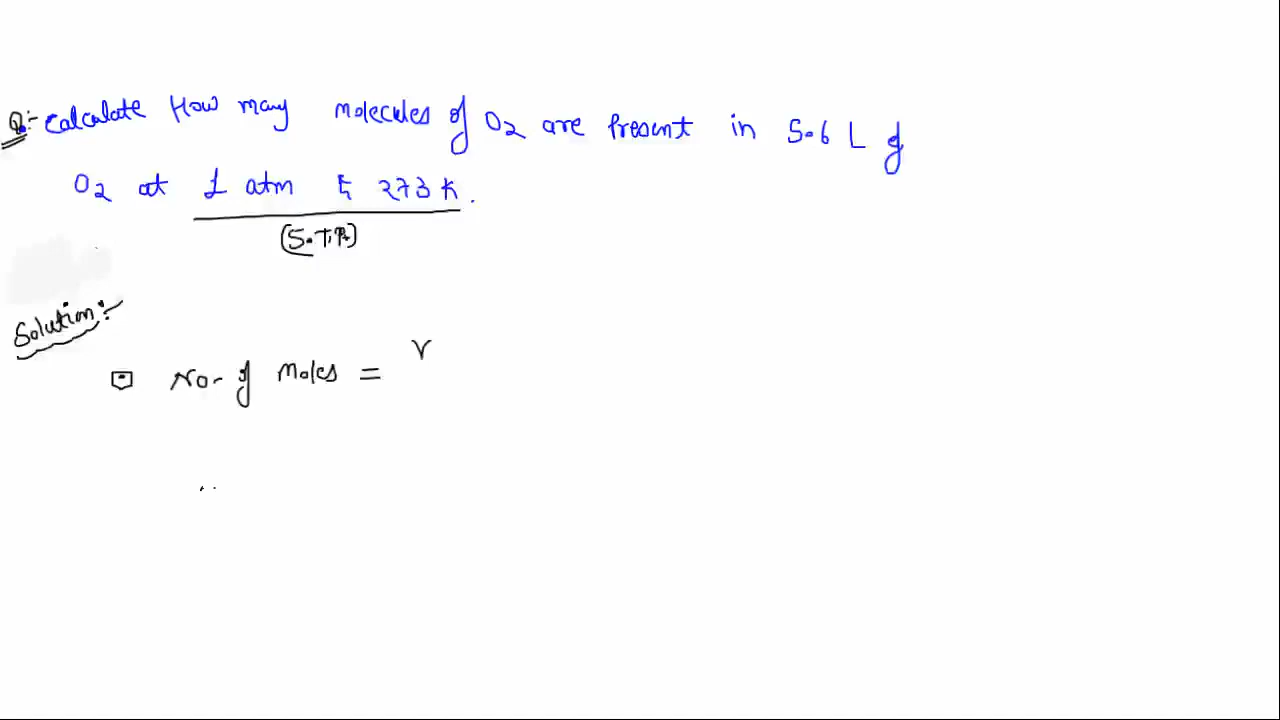 Q:- Calculate How may molecules of O2 are Present in 5.6 L of
O2 at 1 atm & 273 K.
(S.T.P.)
Solution:-
No. of Moles = V